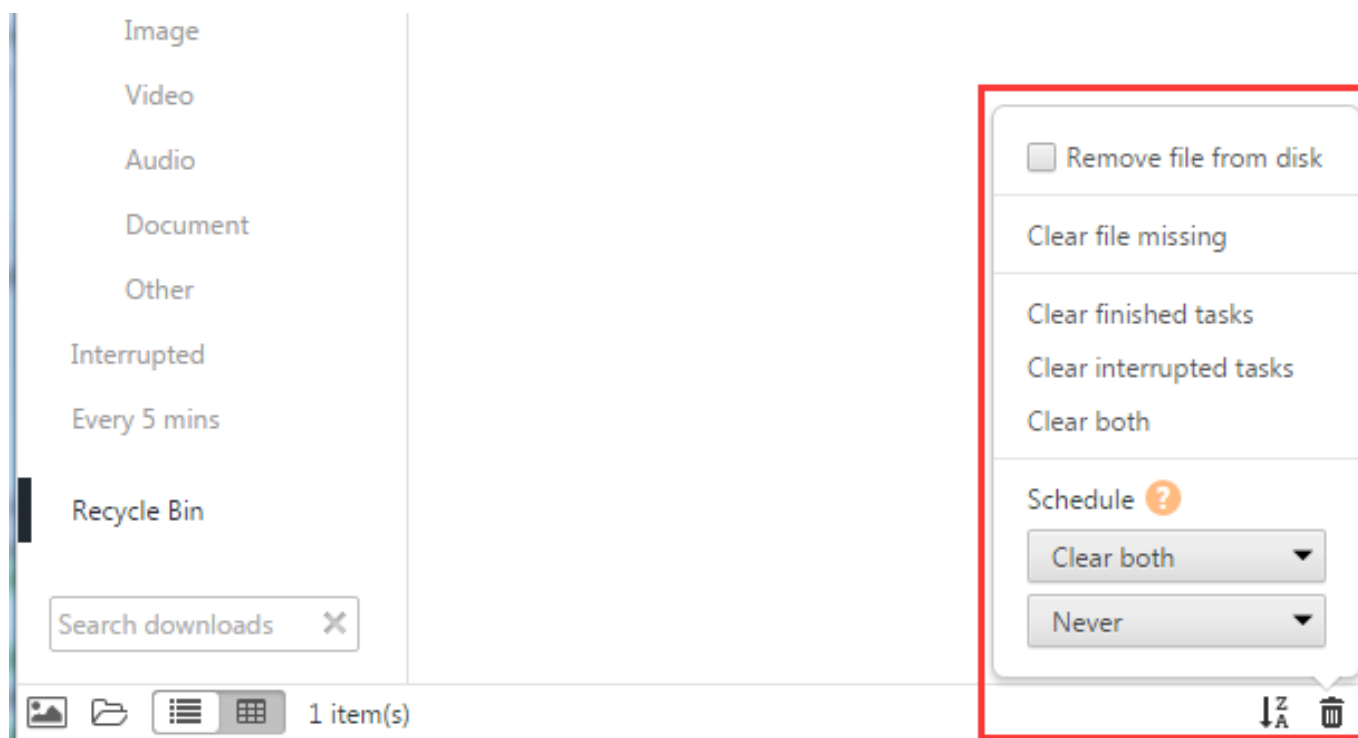 Image
Video
Audio
Document
Other
Interrupted
Every 5 mins
Recycle Bin
Search downloads
1 item(s)
Remove file from disk
Clear file missing
Clear finished tasks
Clear interrupted tasks
Clear both
Schedule ?
Clear both
Never
Z
A